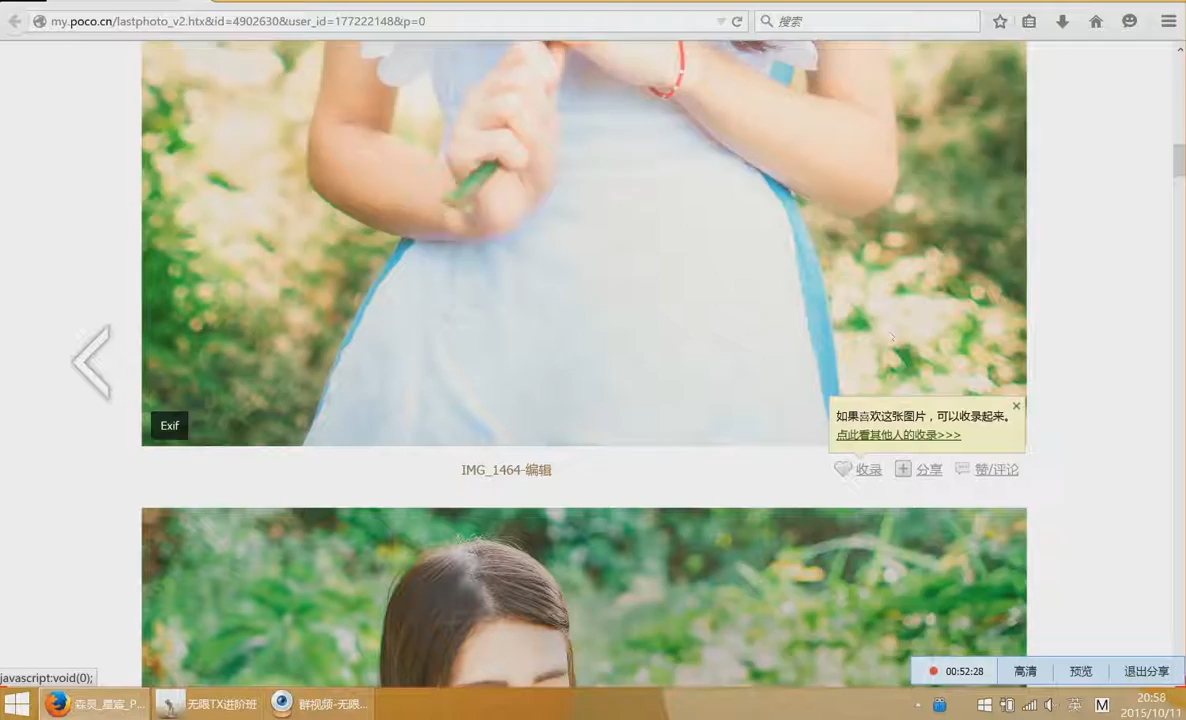 my.poco.cn/lastphoto_v2.htx&id=4902630&user_id=177222148&p=0
搜索
Exif
如果喜欢这张图片，可以收录起来。
点此看其他人的收录>>>
IMG_1464-编辑
收录
分享
赞/评论
javascript:void(0);
00:52:28
高清
预览
退出分享
森灵_星宸_P...
无限TX进阶班
群视频-无限...
英
M
20:58
2015/10/11